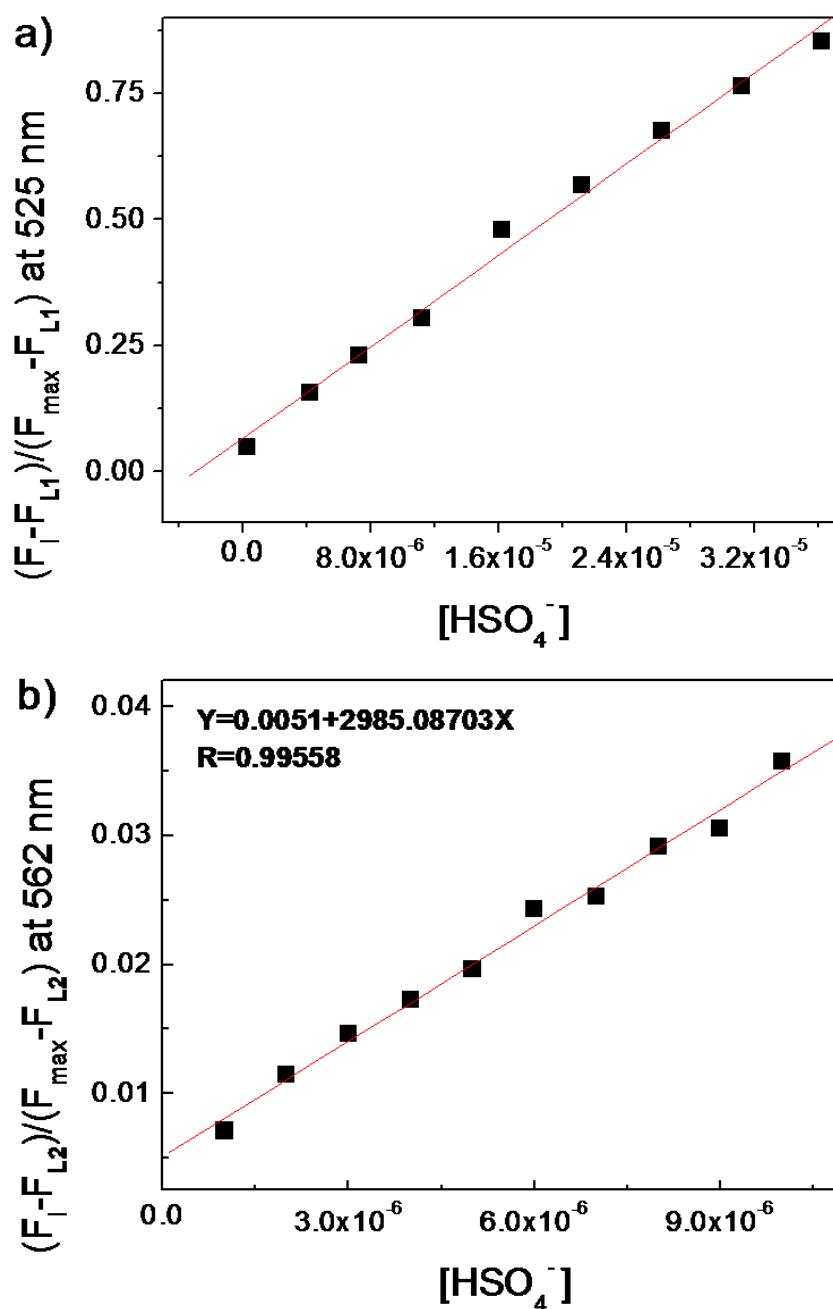 a)
(F_I-F_L1)/(F_max-F_L1) at 525 nm
0.75
0.50
0.25
0.00
0.0 8.0x10^-6 1.6x10^-5 2.4x10^-5 3.2x10^-5
[HSO_4^-]
b)
(F_I-F_L2)/(F_max-F_L2) at 562 nm
Y=0.0051+2985.08703X
R=0.99558
0.04
0.03
0.02
0.01
0.0 3.0x10^-6 6.0x10^-6 9.0x10^-6
[HSO_4^-]